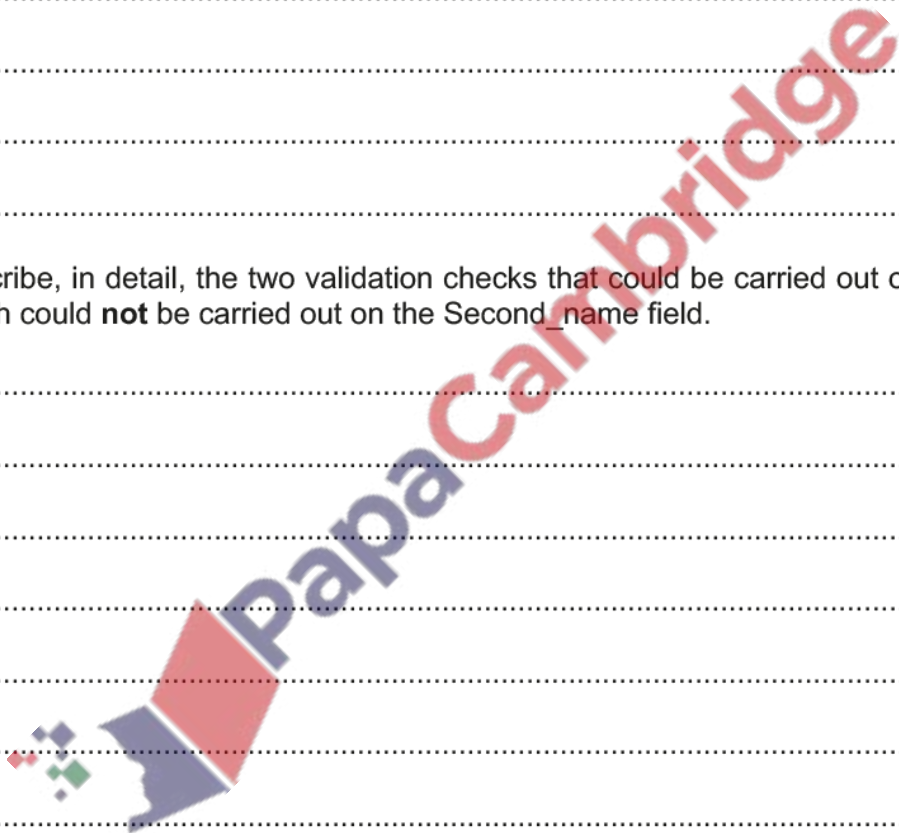 cribe, in detail, the two validation checks that could be carried out o
h could not be carried out on the Second_name field.
PapaCambridge